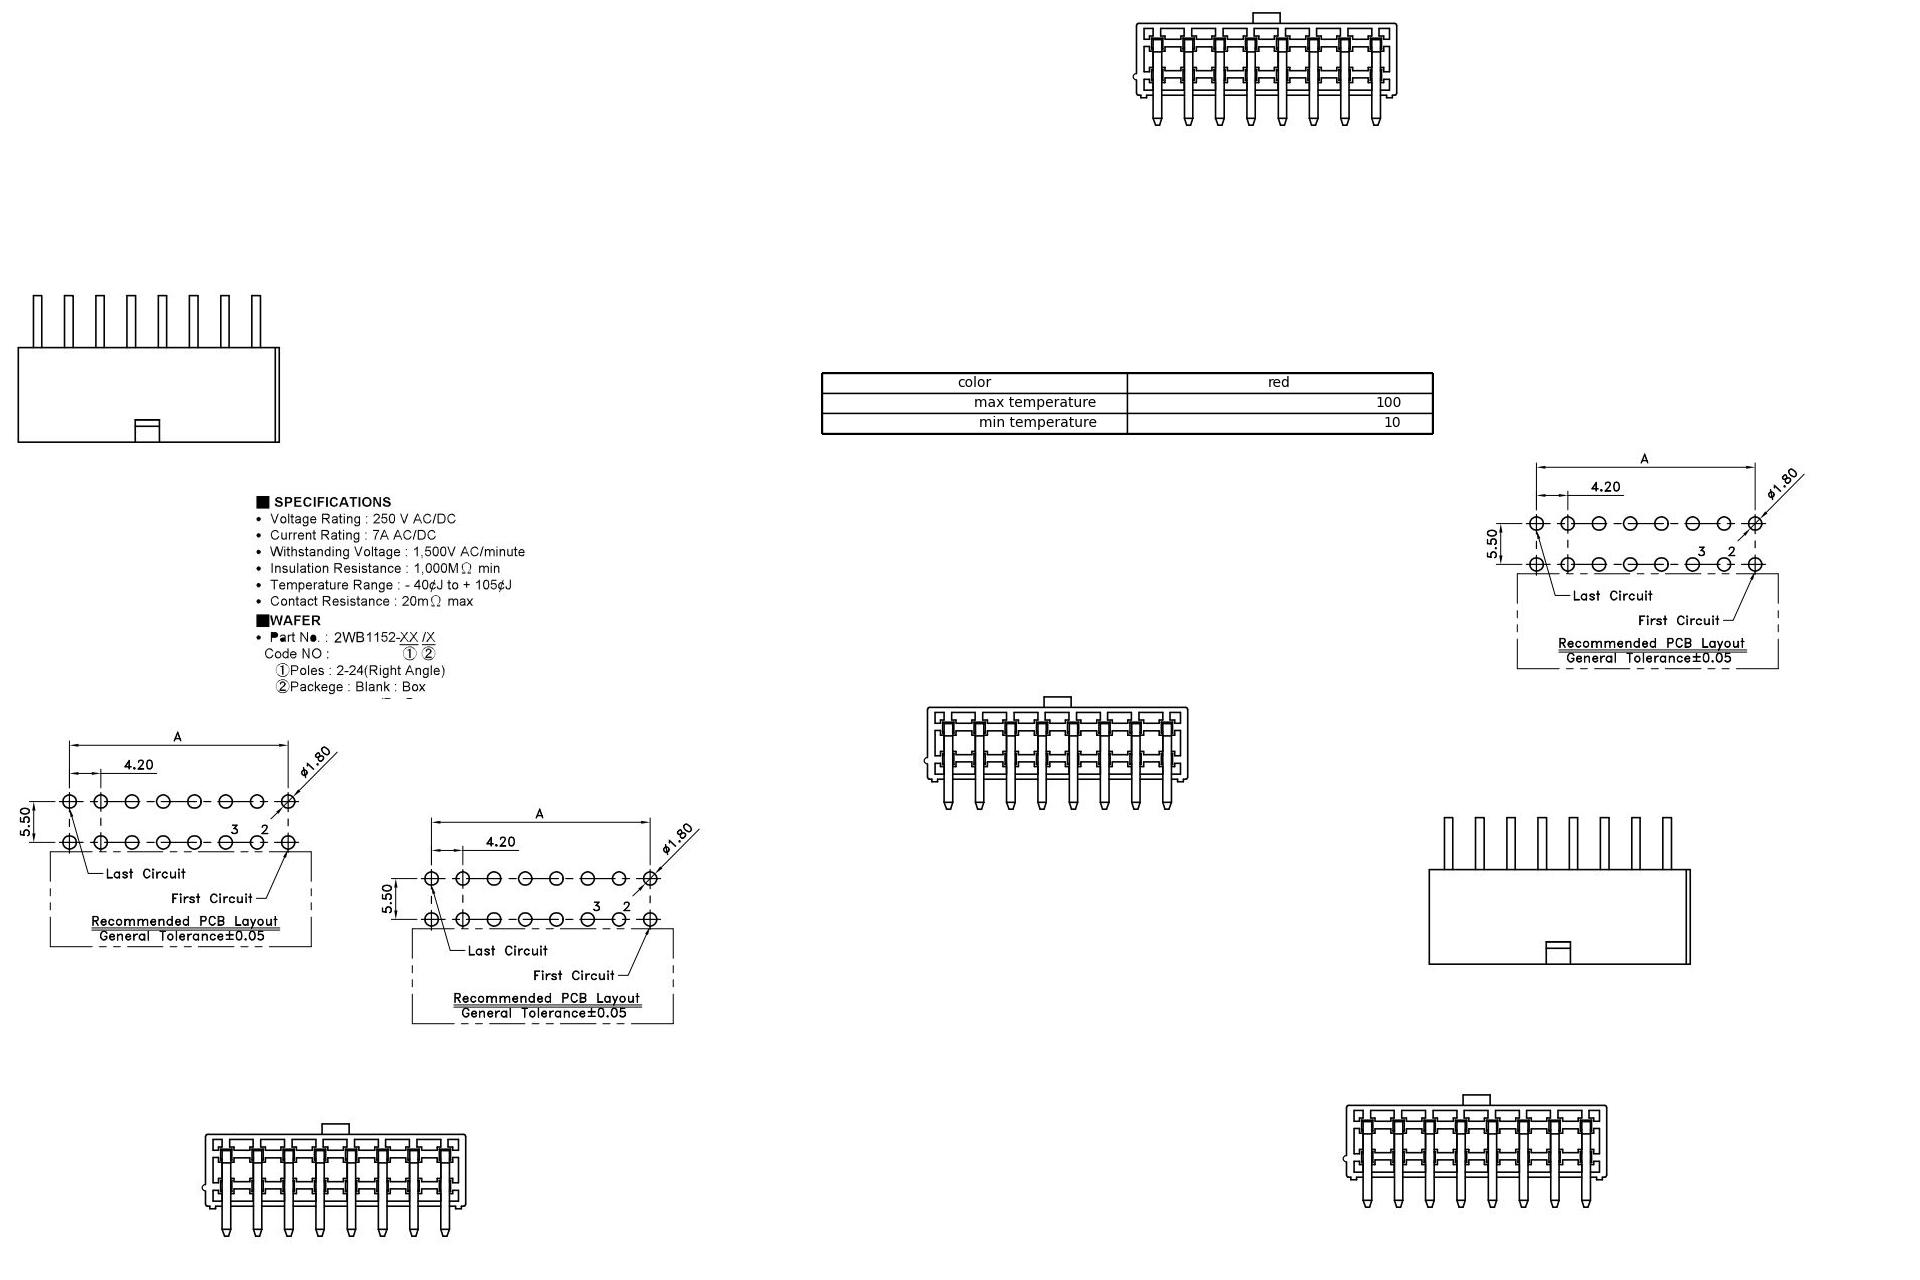 color red
max temperature 100
min temperature 10
■ SPECIFICATIONS
• Voltage Rating : 250 V AC/DC
• Current Rating : 7A AC/DC
• Withstanding Voltage : 1,500V AC/minute
• Insulation Resistance : 1,000MΩ min
• Temperature Range : - 40¢J to + 105¢J
• Contact Resistance : 20mΩ max
■WAFER
• Part No. : 2WB1152-XX /X
Code NO : ① ②
①Poles : 2-24(Right Angle)
②Packege : Blank : Box
A
4.20
ø1.80
5.50
3 2
Last Circuit
First Circuit
Recommended PCB Layout
General Tolerance±0.05
A
4.20
ø1.80
5.50
3 2
Last Circuit
First Circuit
Recommended PCB Layout
General Tolerance±0.05
A
4.20
ø1.80
5.50
3 2
Last Circuit
First Circuit
Recommended PCB Layout
General Tolerance±0.05